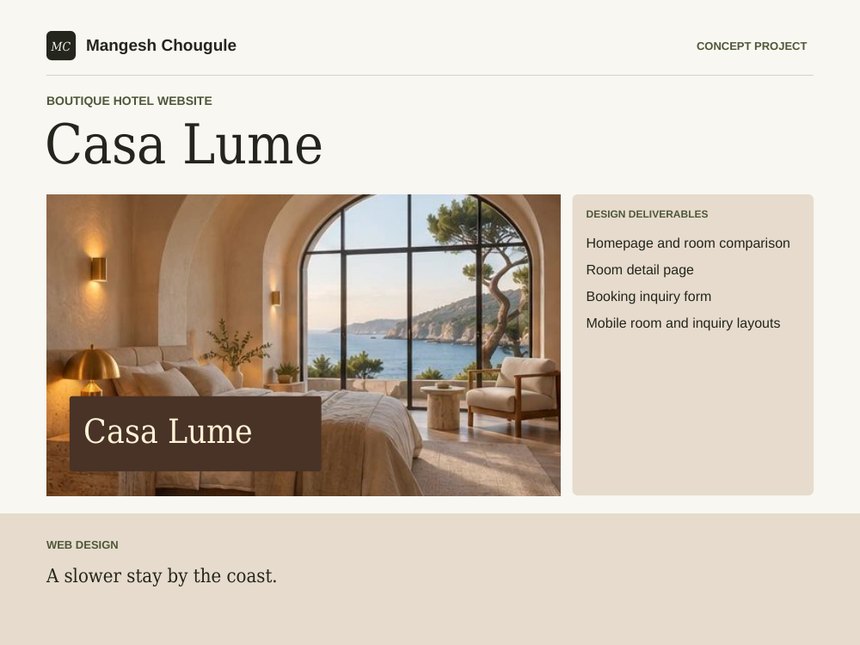 MC
Mangesh Chougule
CONCEPT PROJECT
BOUTIQUE HOTEL WEBSITE
Casa Lume
Casa Lume
DESIGN DELIVERABLES
Homepage and room comparison
Room detail page
Booking inquiry form
Mobile room and inquiry layouts
WEB DESIGN
A slower stay by the coast.